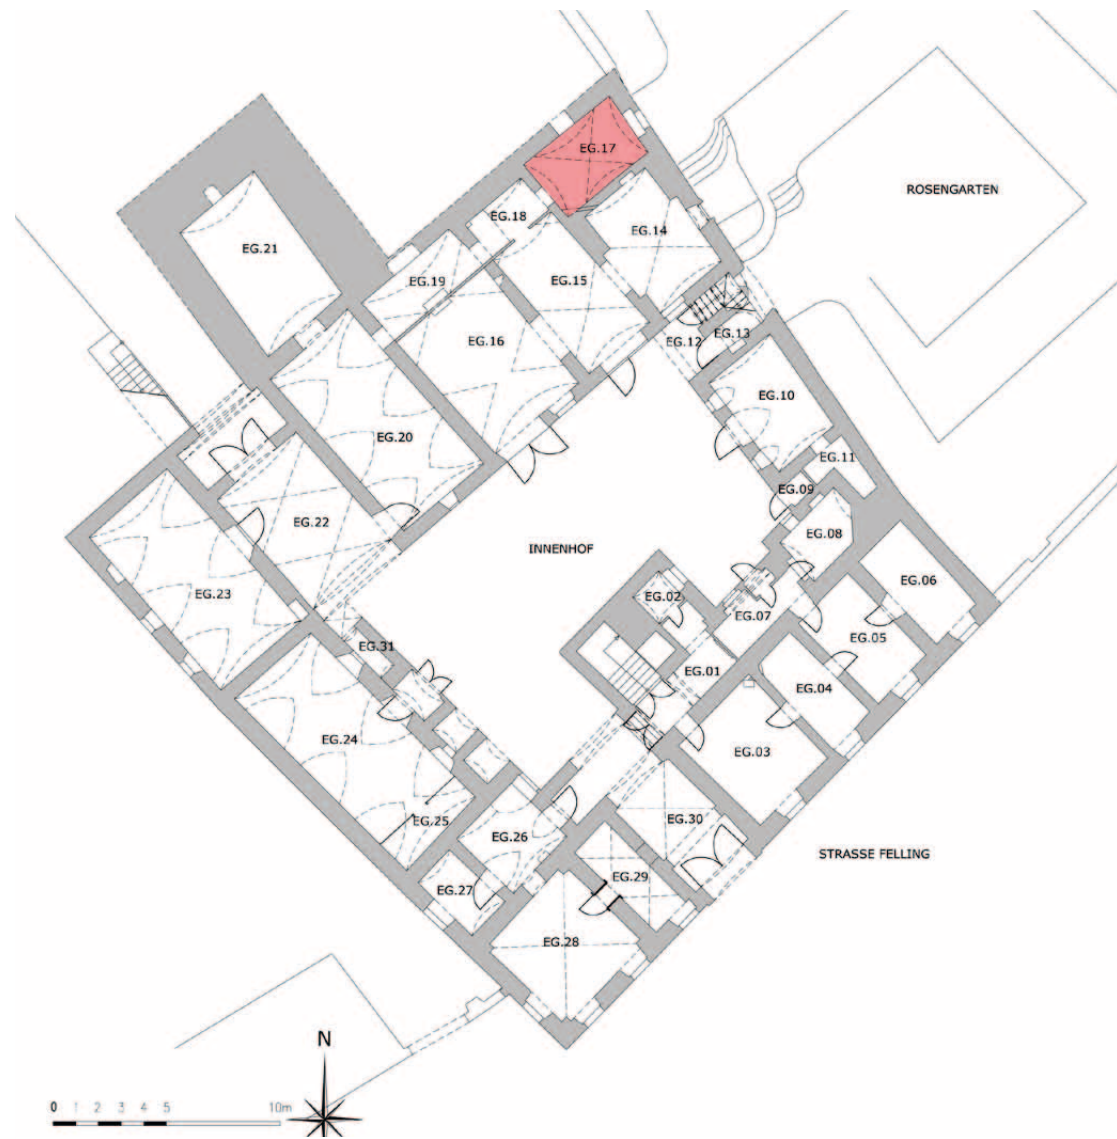 EG.17
ROSENGARTEN
EG.18
EG.14
EG.21
EG.19
EG.15
EG.16
EG.12
EG.13
EG.10
EG.20
EG.11
EG.09
EG.22
EG.08
INNENHOF
EG.06
EG.23
EG.02
EG.07
EG.05
EG.31
EG.01
EG.04
EG.24
EG.03
EG.25
EG.30
EG.26
STRASSE FELLING
EG.29
EG.27
EG.28
N
0 1 2 3 4 5 10m